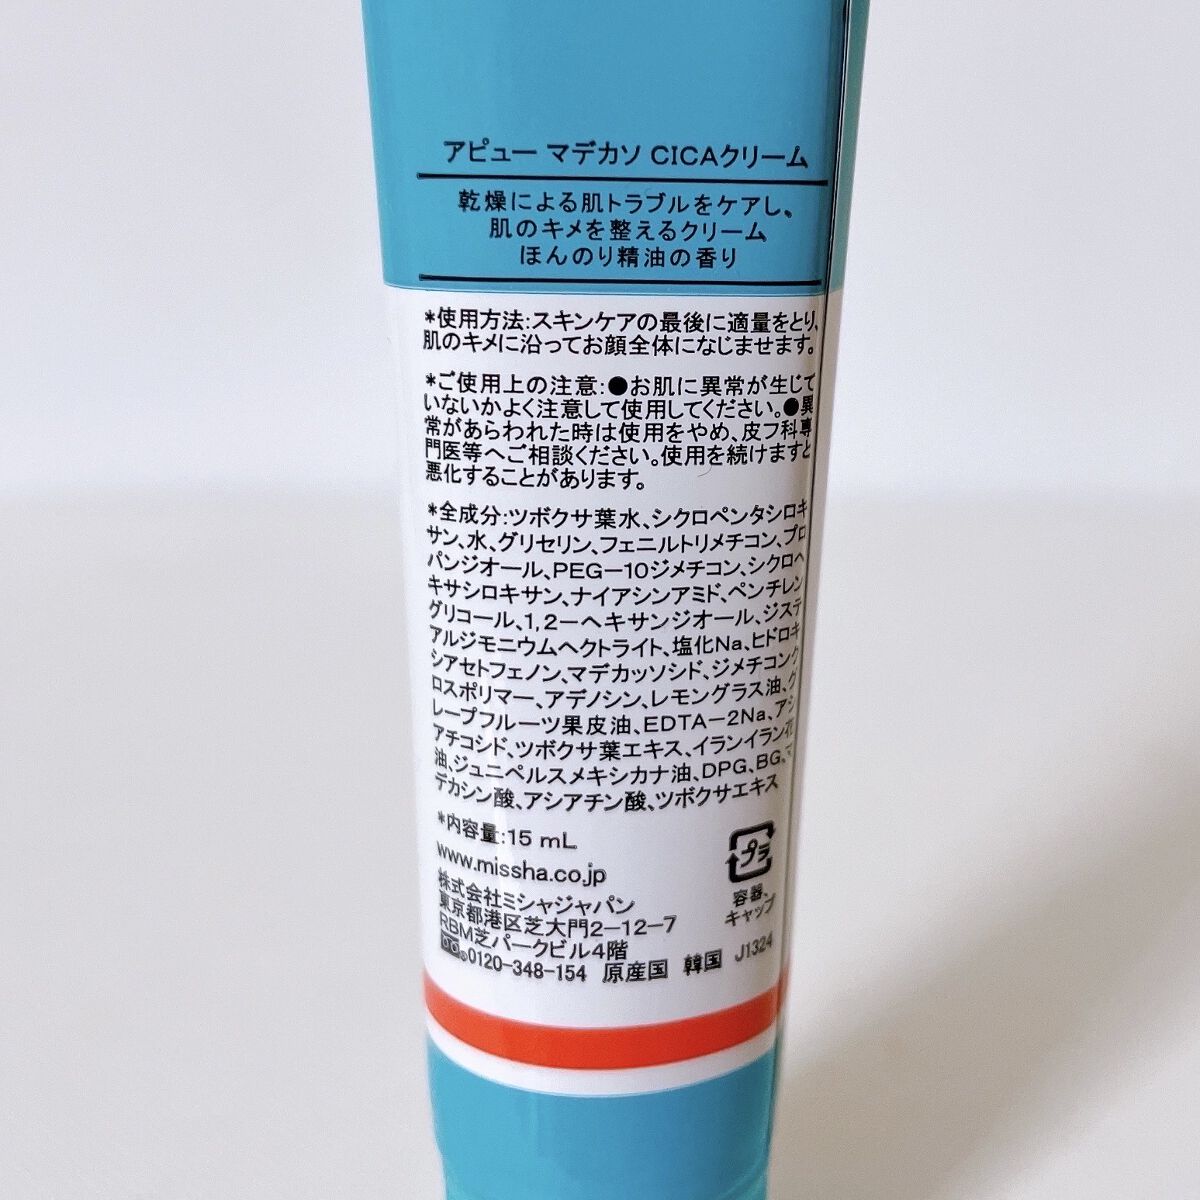 アピュー マデカソ CICAクリーム
乾燥による肌トラブルをケアし、
肌のキメを整えるクリーム
ほんのり精油の香り
*使用方法:スキンケアの最後に適量をとり、
肌のキメに沿ってお顔全体になじませます。
*ご使用上の注意:●お肌に異常が生じて
いないかよく注意して使用してください。●異
常があらわれた時は使用をやめ、皮フ科専
門医等へご相談ください。使用を続けますと
悪化することがあります。
*全成分:ツボクサ葉水、シクロペンタシロキ
サン、水、グリセリン、フェニルトリメチコン、プロ
パンジオール、PEG-10ジメチコン、シクロヘ
キサシロキサン、ナイアシンアミド、ペンチレン
グリコール、1,2-ヘキサンジオール、ジステ
アルジモニウムヘクトライト、塩化Na、ヒドロキ
シアセトフェノン、マデカッソシド、ジメチコンク
ロスポリマー、アデノシン、レモングラス油、グ
レープフルーツ果皮油、EDTA-2Na、アシ
アチコシド、ツボクサ葉エキス、イランイラン花
油、ジュニペルスメキシカナ油、DPG、BG、マ
デカシン酸、アシアチン酸、ツボクサエキス
*内容量:15 mL
www.missha.co.jp
プラ
容器、
キャップ
株式会社ミシャジャパン
東京都港区芝大門2-12-7
RBM芝パークビル4階
0120-348-154 原産国 韓国 J1324